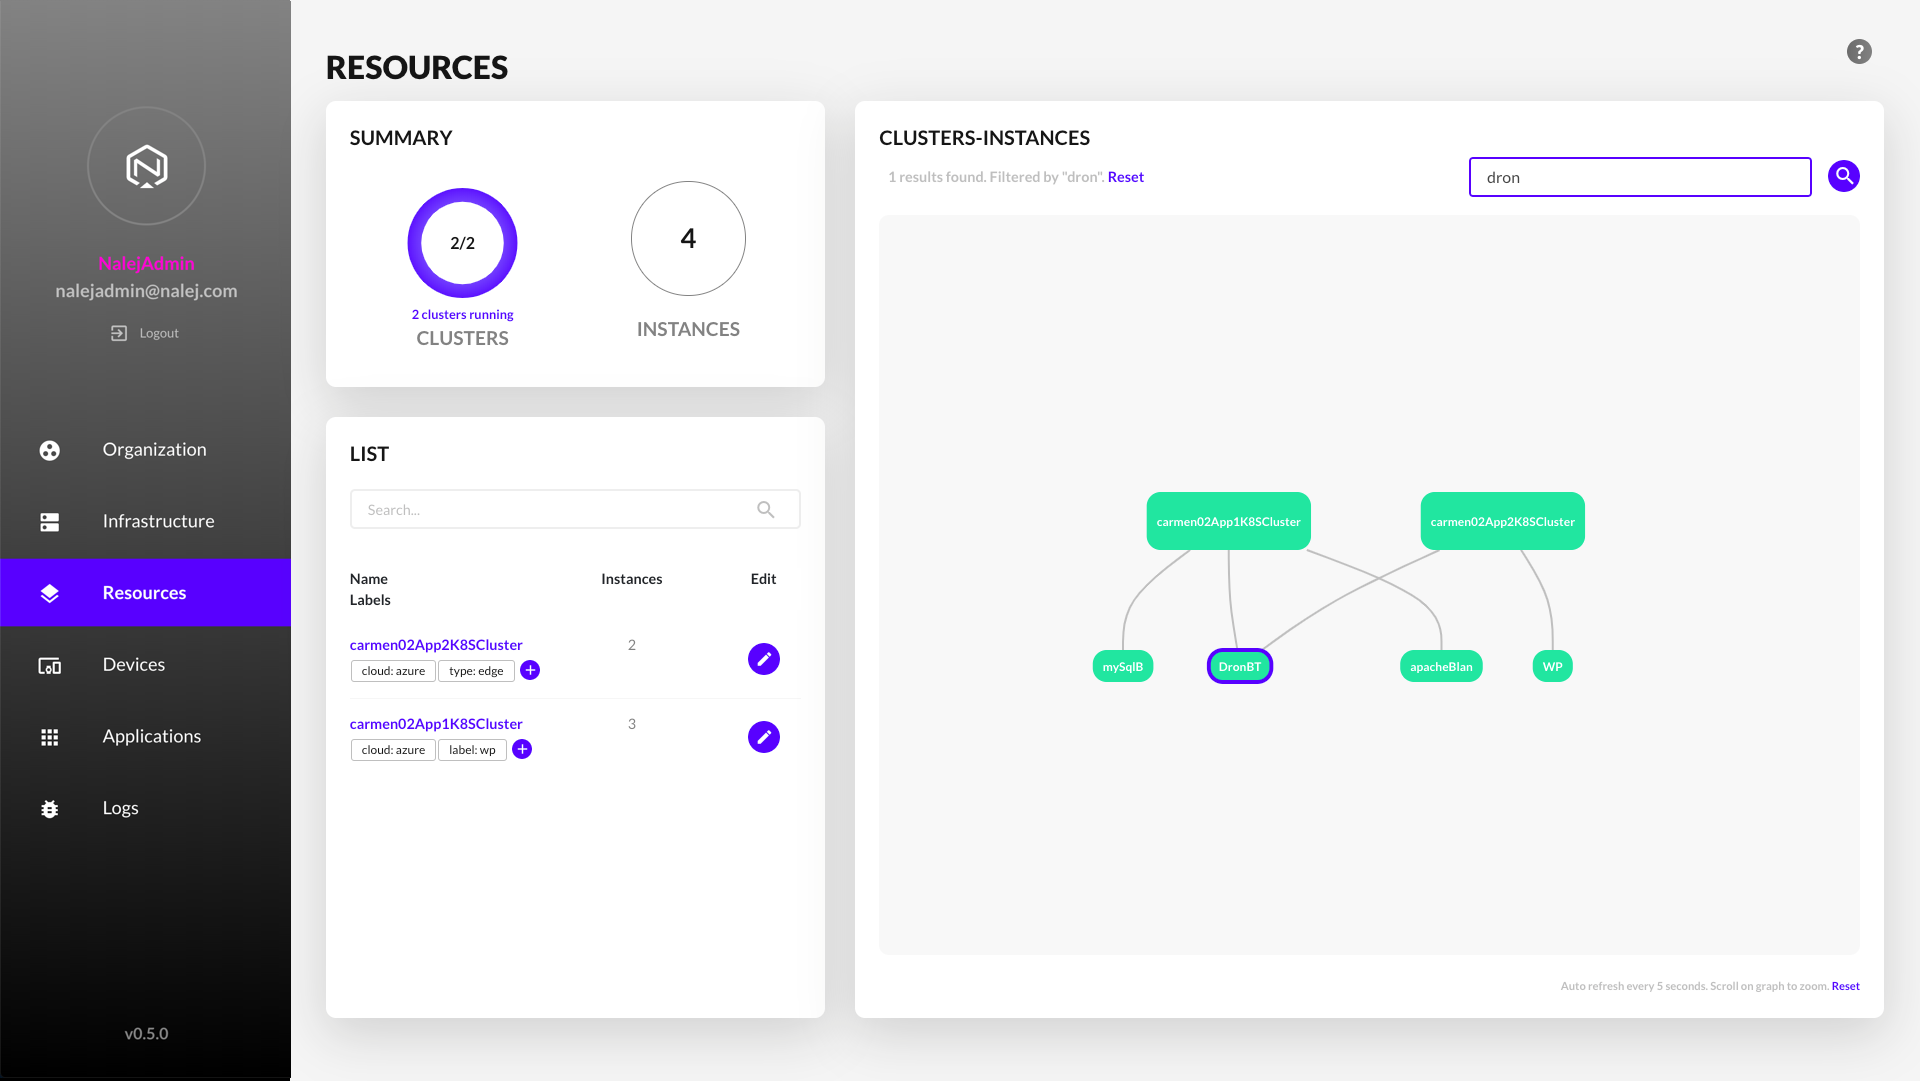 NalejAdmin
nalejadmin@nalej.com
Logout
Organization
Infrastructure
Resources
Devices
Applications
Logs
v0.5.0
RESOURCES
?
SUMMARY
2/2
2 clusters running
CLUSTERS
4
INSTANCES
LIST
Search...
Name
Labels
Instances
Edit
carmen02App2K8SCluster
2
cloud: azure
type: edge
carmen02App1K8SCluster
3
cloud: azure
label: wp
CLUSTERS-INSTANCES
1 results found. Filtered by "dron". Reset
dron
carmen02App1K8SCluster
carmen02App2K8SCluster
mySqlB
DronBT
apacheBlan
WP
Auto refresh every 5 seconds. Scroll on graph to zoom. Reset